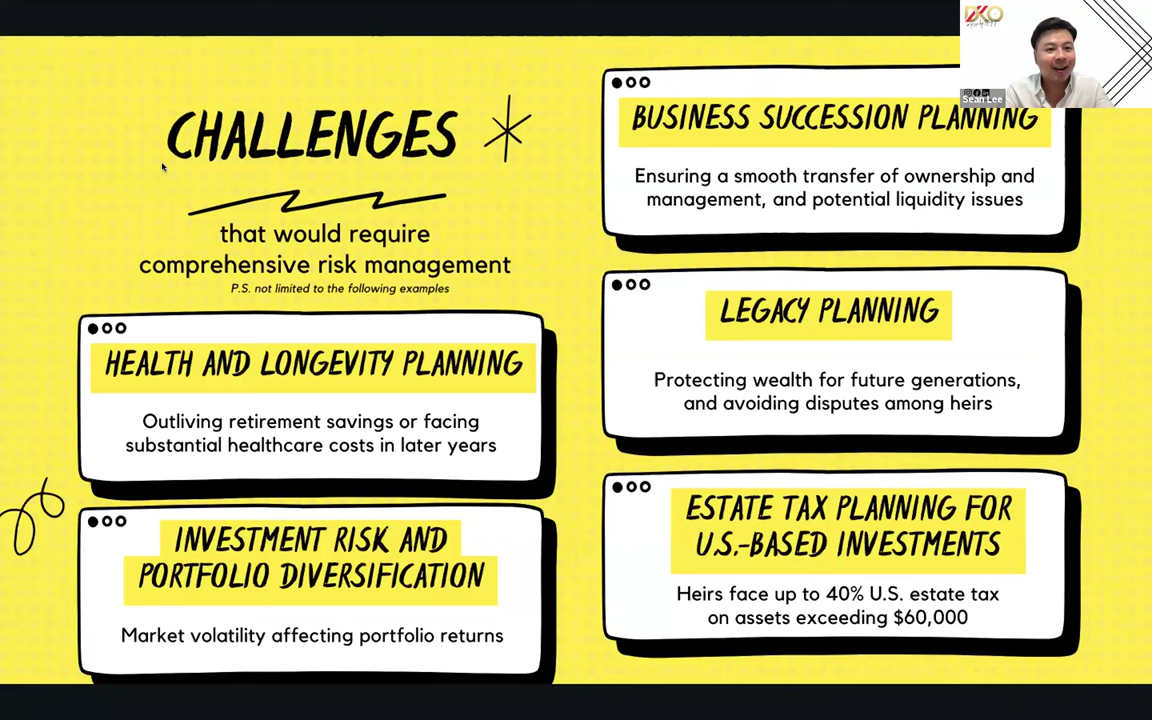 CHALLENGES
that would require
comprehensive risk management
P.S. not limited to the following examples
HEALTH AND LONGEVITY PLANNING
Outliving retirement savings or facing
substantial healthcare costs in later years
INVESTMENT RISK AND
PORTFOLIO DIVERSIFICATION
Market volatility affecting portfolio returns
BUSINESS SUCCESSION PLANNING
Ensuring a smooth transfer of ownership and
management, and potential liquidity issues
LEGACY PLANNING
Protecting wealth for future generations,
and avoiding disputes among heirs
ESTATE TAX PLANNING FOR
U.S.-BASED INVESTMENTS
Heirs face up to 40% U.S. estate tax
on assets exceeding $60,000
DKO
Sean Lee